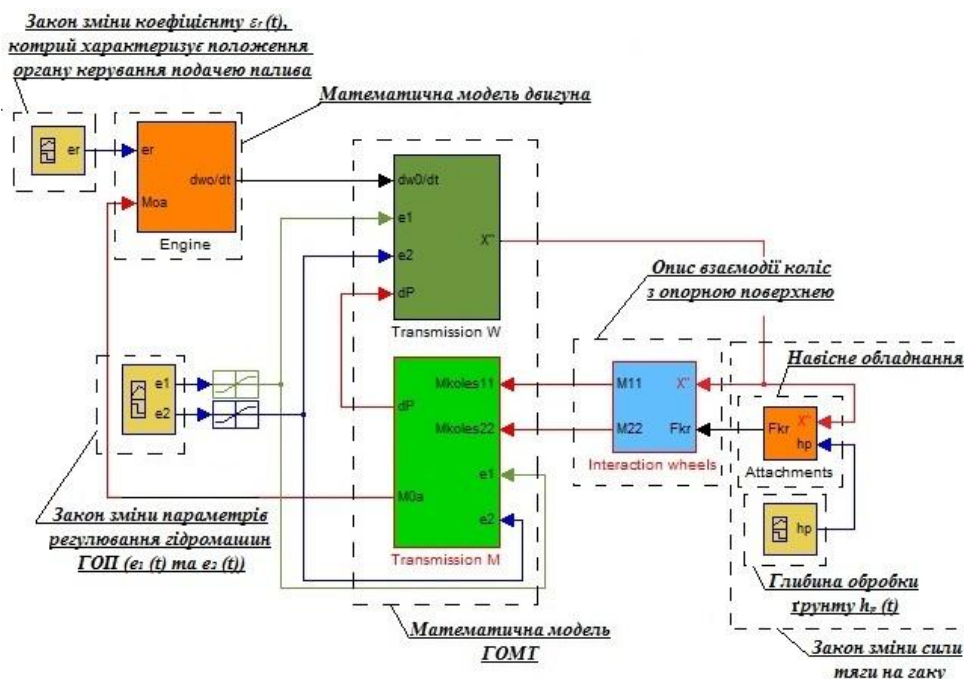 Закон зміни коефіцієнту εᵣ (t),
котрий характеризує положення
органу керування подачею палива
Математична модель двигуна
er
er
dwo/dt
Moa
Engine
dw0/dt
e1
X''
e2
dP
Transmission W
Опис взаємодії коліс
з опорною поверхнею
Навісне обладнання
e1
e2
Mkoles11
dP
Mkoles22
e1
M0a
e2
Transmission M
M11
X''
M22
Fkr
Interaction wheels
X''
Fkr
hp
Attachments
hp
Закон зміни параметрів
регулювання гідромашин
ГОП (e₁ (t) та e₂ (t))
Глибина обробки
ґрунту hₚ (t)
Математична модель
ГОМТ
Закон зміни сили
тяги на гаку